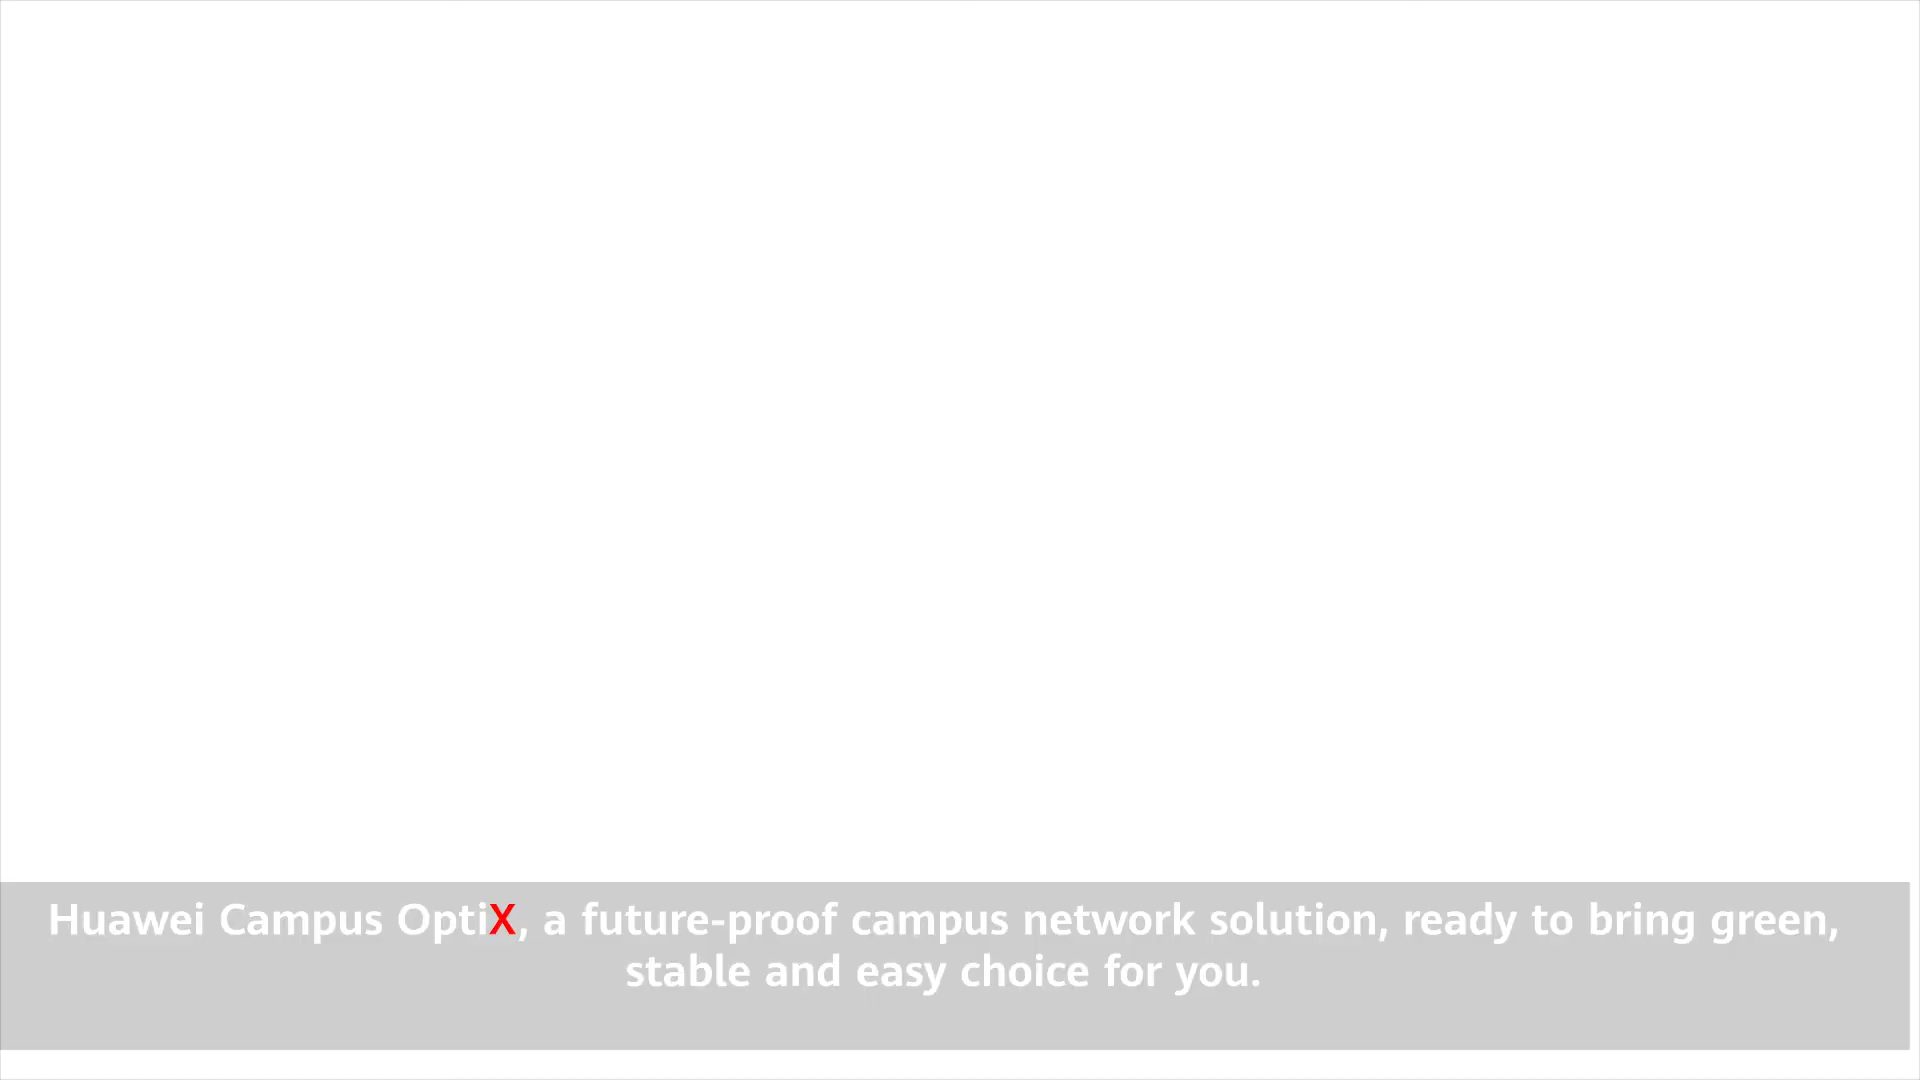 Huawei Campus OptiX, a future-proof campus network solution, ready to bring green,
stable and easy choice for you.